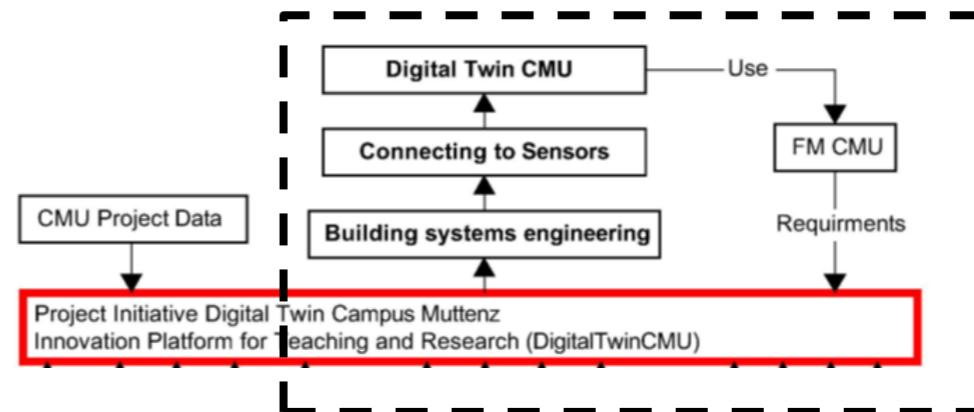 Digital Twin CMU
Use
Connecting to Sensors
FM CMU
CMU Project Data
Building systems engineering
Requirments
Project Initiative Digital Twin Campus Muttenz
Innovation Platform for Teaching and Research (DigitalTwinCMU)